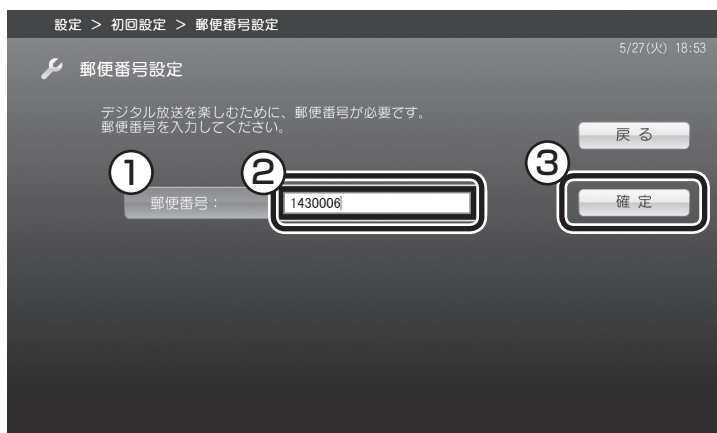 設定 ＞ 初回設定 ＞ 郵便番号設定
5/27(火) 18:53
郵便番号設定
デジタル放送を楽しむために、郵便番号が必要です。
郵便番号を入力してください。
戻る
① ② ③
郵便番号： 1430006 確定